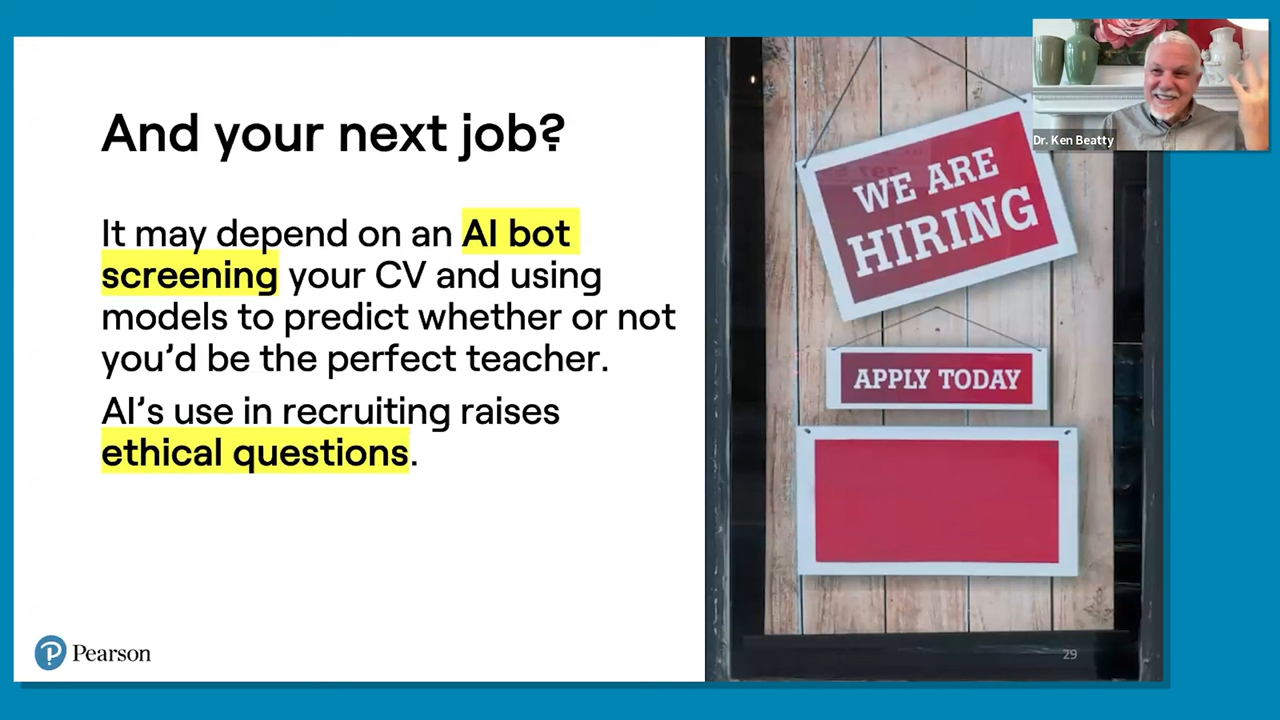 And your next job?
It may depend on an AI bot
screening your CV and using
models to predict whether or not
you’d be the perfect teacher.
AI’s use in recruiting raises
ethical questions.
WE ARE
HIRING
APPLY TODAY
Dr. Ken Beatty
Pearson
29